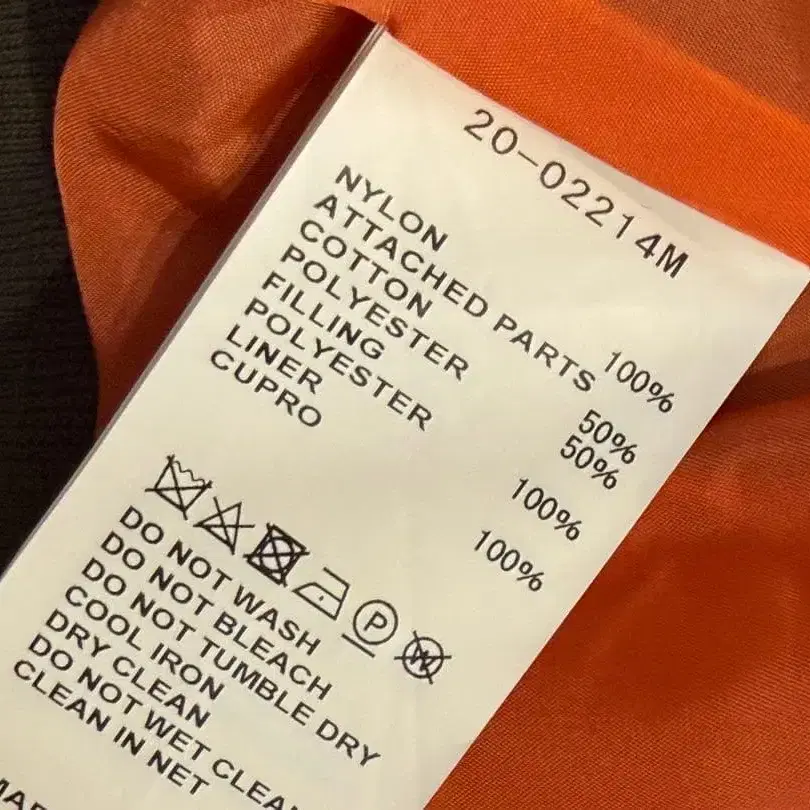 20-02214M
NYLON 100%
ATTACHED PARTS
COTTON 50%
POLYESTER 50%
FILLING
POLYESTER 100%
LINER
CUPRO 100%
P
W
DO NOT WASH
DO NOT BLEACH
DO NOT TUMBLE DRY
COOL IRON
DRY CLEAN
DO NOT WET CLEAN
CLEAN IN NET